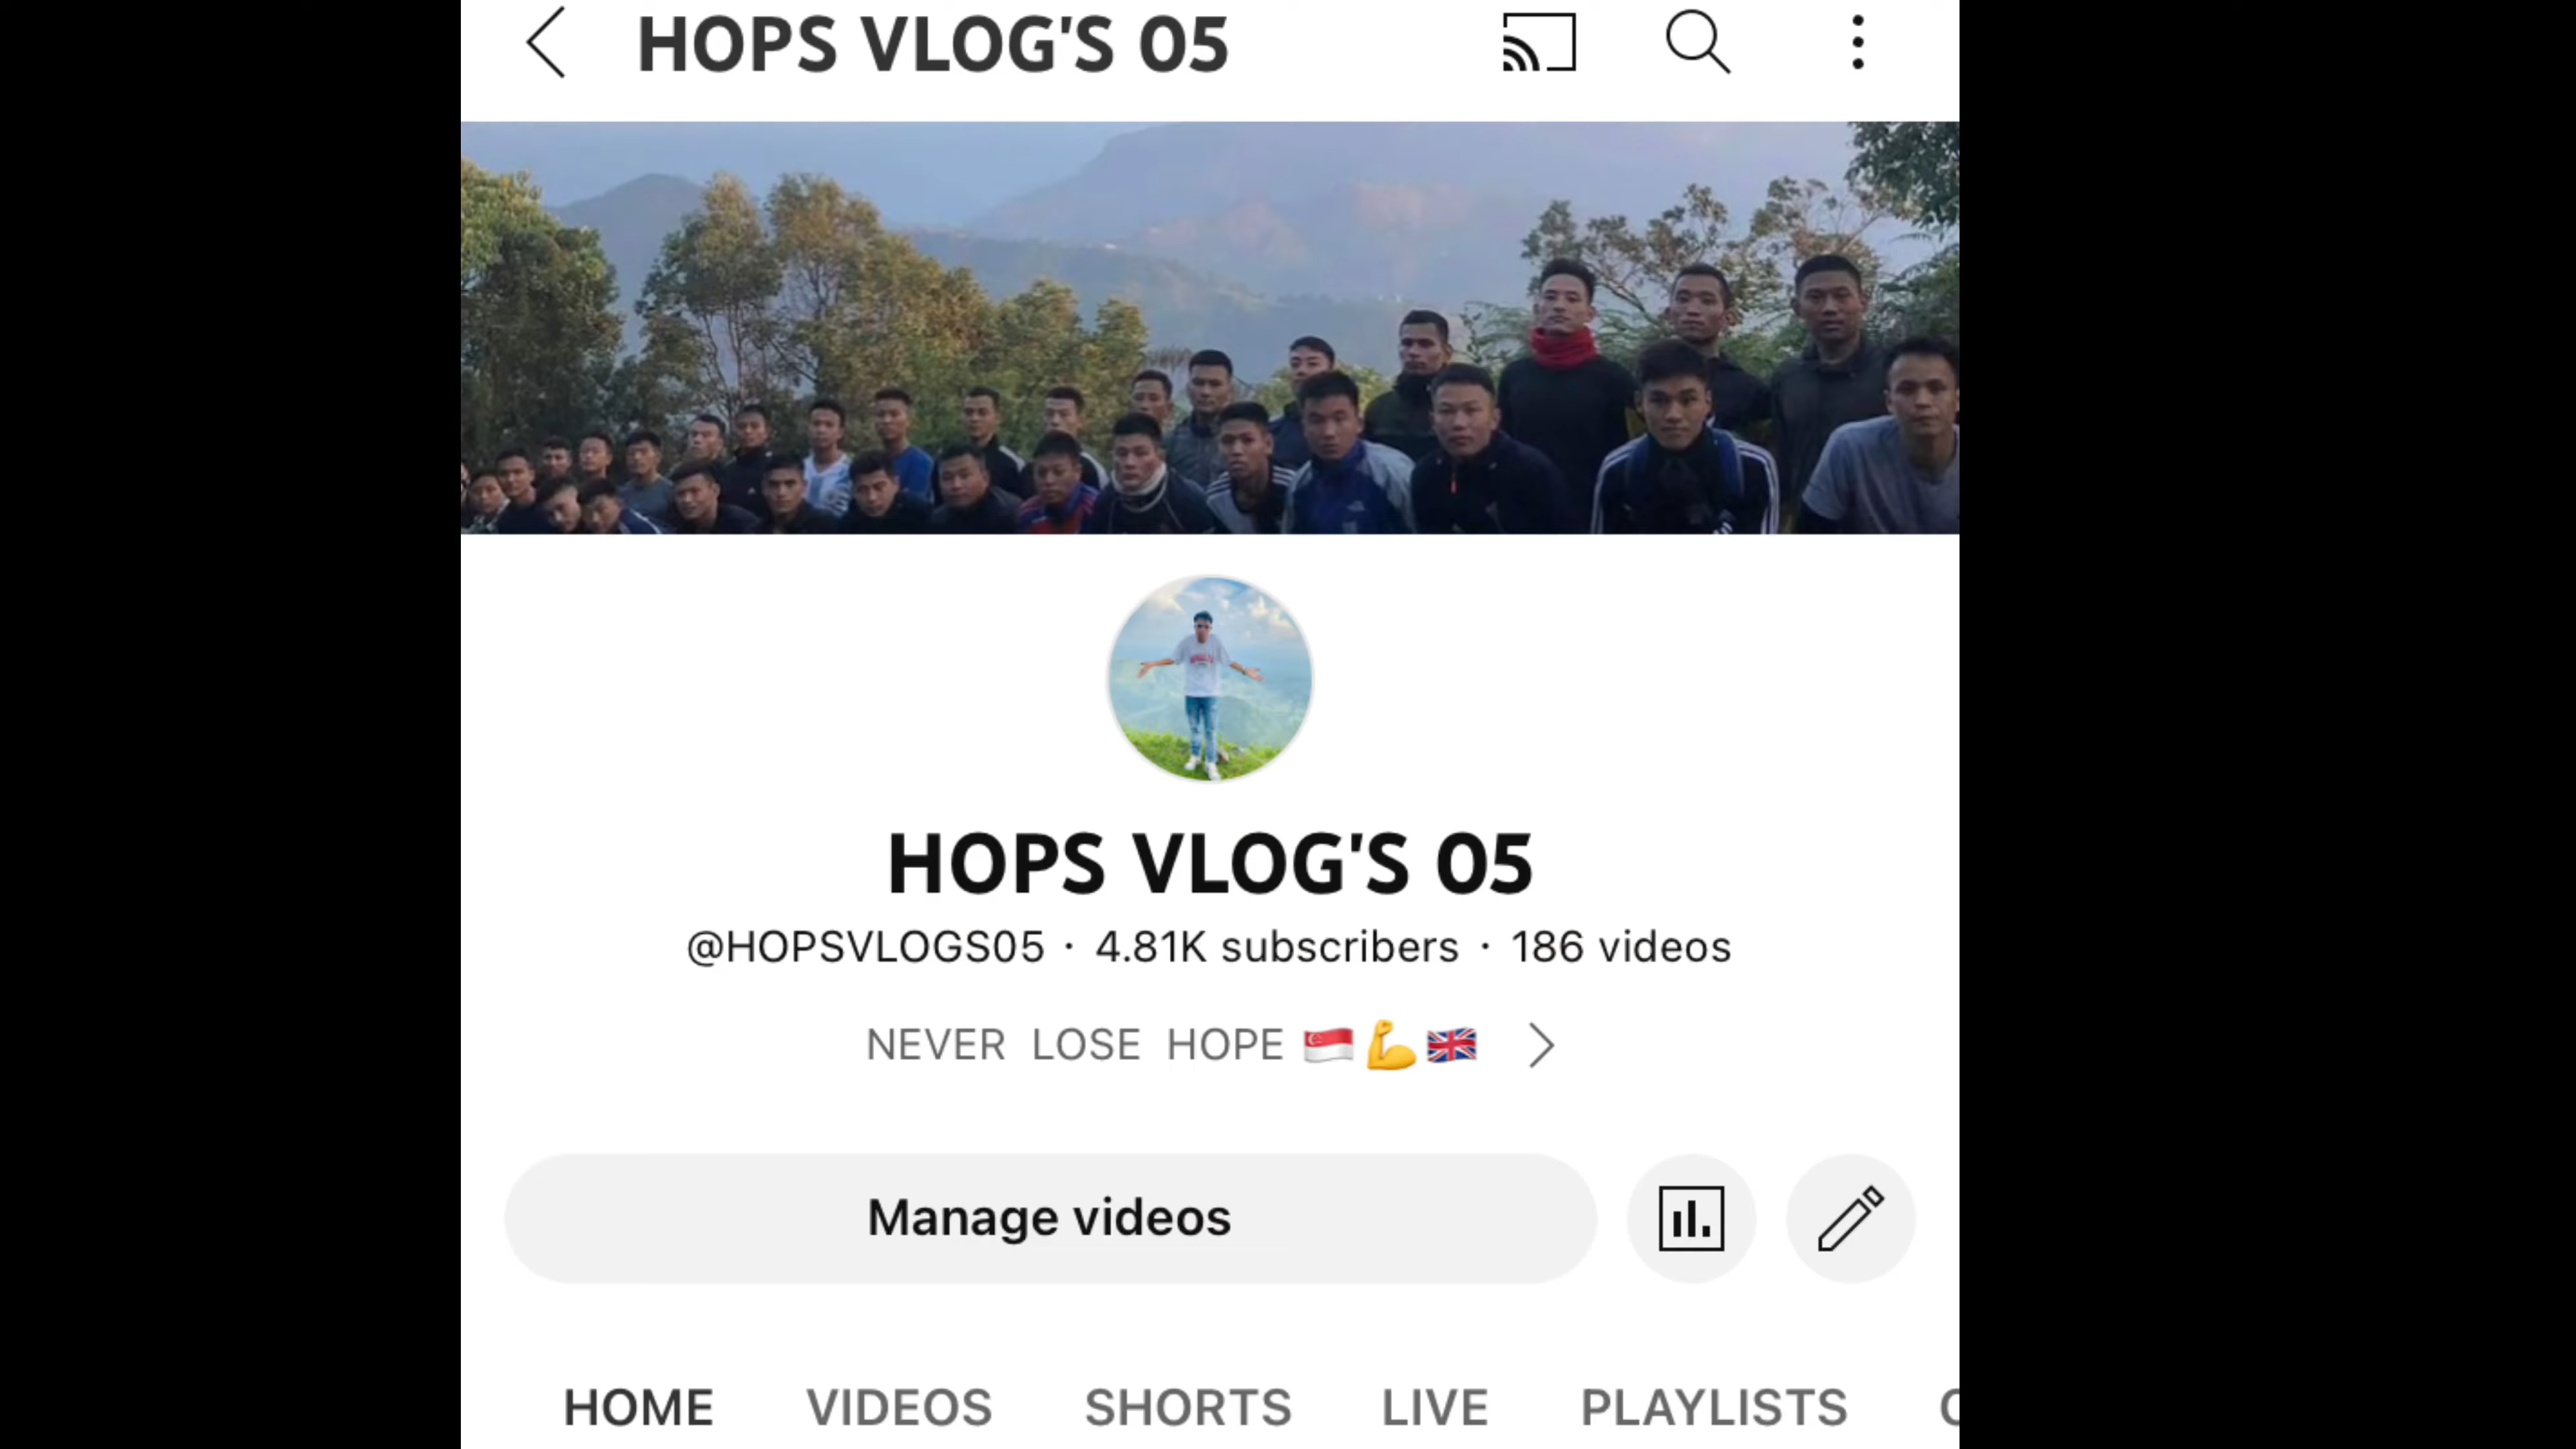 HOPS VLOG'S 05
HOPS VLOG'S 05
@HOPSVLOGS05 · 4.81K subscribers · 186 videos
NEVER LOSE HOPE 🇸🇬💪🇬🇧
Manage videos
HOME VIDEOS SHORTS LIVE PLAYLISTS